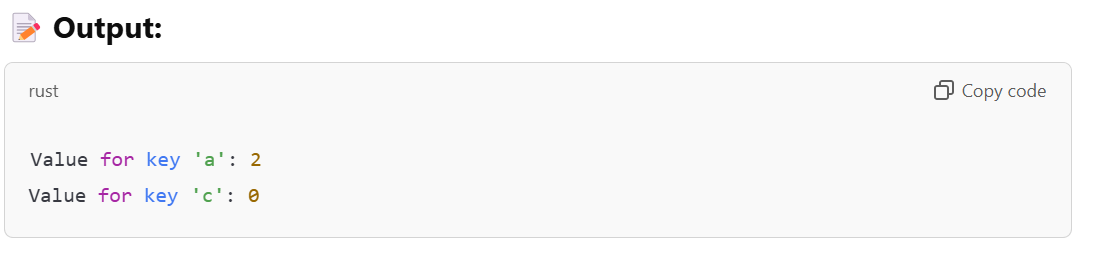 📝 Output:
rust
Copy code
Value for key 'a': 2
Value for key 'c': 0